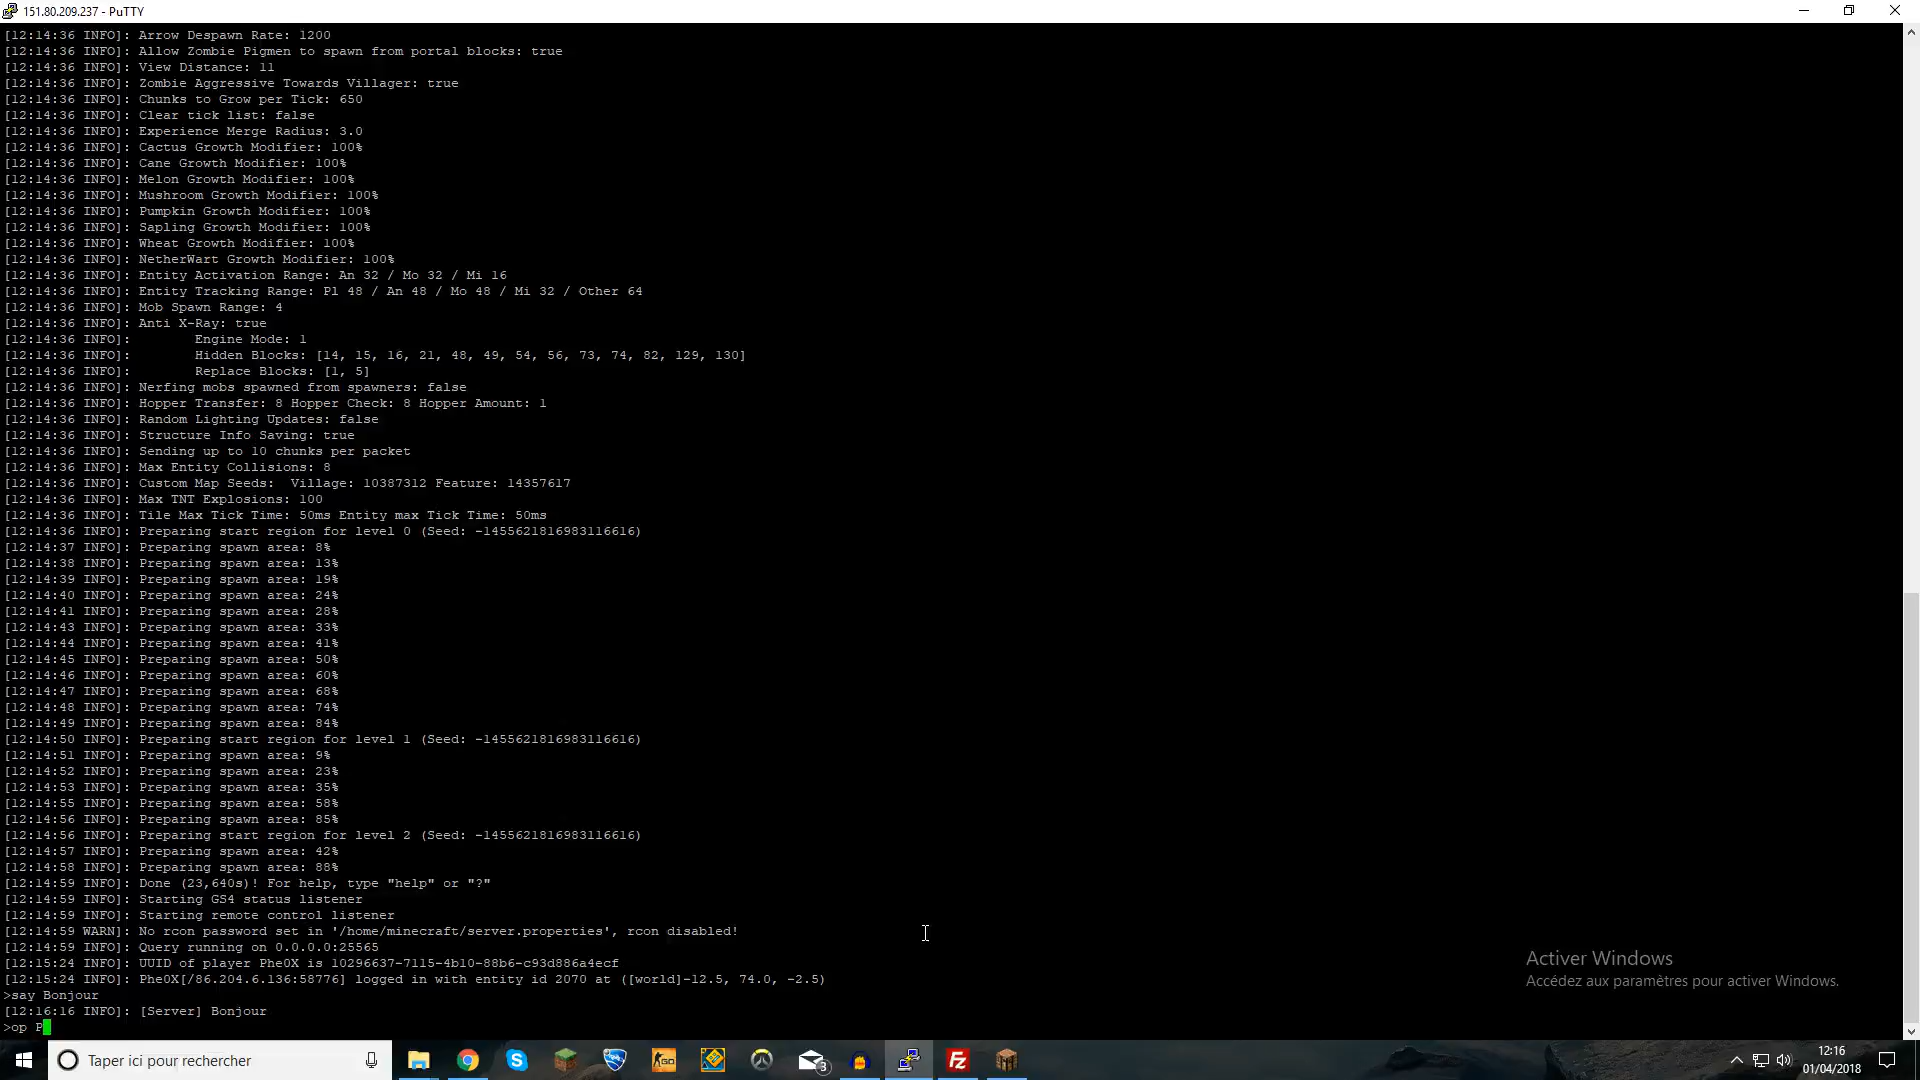 151.80.209.237 - PuTTY
[12:14:36 INFO]: Arrow Despawn Rate: 1200
[12:14:36 INFO]: Allow Zombie Pigmen to spawn from portal blocks: true
[12:14:36 INFO]: View Distance: 11
[12:14:36 INFO]: Zombie Aggressive Towards Villager: true
[12:14:36 INFO]: Chunks to Grow per Tick: 650
[12:14:36 INFO]: Clear tick list: false
[12:14:36 INFO]: Experience Merge Radius: 3.0
[12:14:36 INFO]: Cactus Growth Modifier: 100%
[12:14:36 INFO]: Cane Growth Modifier: 100%
[12:14:36 INFO]: Melon Growth Modifier: 100%
[12:14:36 INFO]: Mushroom Growth Modifier: 100%
[12:14:36 INFO]: Pumpkin Growth Modifier: 100%
[12:14:36 INFO]: Sapling Growth Modifier: 100%
[12:14:36 INFO]: Wheat Growth Modifier: 100%
[12:14:36 INFO]: NetherWart Growth Modifier: 100%
[12:14:36 INFO]: Entity Activation Range: An 32 / Mo 32 / Mi 16
[12:14:36 INFO]: Entity Tracking Range: Pl 48 / An 48 / Mo 48 / Mi 32 / Other 64
[12:14:36 INFO]: Mob Spawn Range: 4
[12:14:36 INFO]: Anti X-Ray: true
[12:14:36 INFO]: Engine Mode: 1
[12:14:36 INFO]: Hidden Blocks: [14, 15, 16, 21, 48, 49, 54, 56, 73, 74, 82, 129, 130]
[12:14:36 INFO]: Replace Blocks: [1, 5]
[12:14:36 INFO]: Nerfing mobs spawned from spawners: false
[12:14:36 INFO]: Hopper Transfer: 8 Hopper Check: 8 Hopper Amount: 1
[12:14:36 INFO]: Random Lighting Updates: false
[12:14:36 INFO]: Structure Info Saving: true
[12:14:36 INFO]: Sending up to 10 chunks per packet
[12:14:36 INFO]: Max Entity Collisions: 8
[12:14:36 INFO]: Custom Map Seeds:  Village: 10387312 Feature: 14357617
[12:14:36 INFO]: Max TNT Explosions: 100
[12:14:36 INFO]: Tile Max Tick Time: 50ms Entity max Tick Time: 50ms
[12:14:36 INFO]: Preparing start region for level 0 (Seed: -1455621816983116616)
[12:14:37 INFO]: Preparing spawn area: 8%
[12:14:38 INFO]: Preparing spawn area: 13%
[12:14:39 INFO]: Preparing spawn area: 19%
[12:14:40 INFO]: Preparing spawn area: 24%
[12:14:41 INFO]: Preparing spawn area: 28%
[12:14:43 INFO]: Preparing spawn area: 33%
[12:14:44 INFO]: Preparing spawn area: 41%
[12:14:45 INFO]: Preparing spawn area: 50%
[12:14:46 INFO]: Preparing spawn area: 60%
[12:14:47 INFO]: Preparing spawn area: 68%
[12:14:48 INFO]: Preparing spawn area: 74%
[12:14:49 INFO]: Preparing spawn area: 84%
[12:14:50 INFO]: Preparing start region for level 1 (Seed: -1455621816983116616)
[12:14:51 INFO]: Preparing spawn area: 9%
[12:14:52 INFO]: Preparing spawn area: 23%
[12:14:53 INFO]: Preparing spawn area: 35%
[12:14:55 INFO]: Preparing spawn area: 58%
[12:14:56 INFO]: Preparing spawn area: 85%
[12:14:56 INFO]: Preparing start region for level 2 (Seed: -1455621816983116616)
[12:14:57 INFO]: Preparing spawn area: 42%
[12:14:58 INFO]: Preparing spawn area: 88%
[12:14:59 INFO]: Done (23,640s)! For help, type "help" or "?"
[12:14:59 INFO]: Starting GS4 status listener
[12:14:59 INFO]: Starting remote control listener
[12:14:59 WARN]: No rcon password set in '/home/minecraft/server.properties', rcon disabled!
[12:14:59 INFO]: Query running on 0.0.0.0:25565
[12:15:24 INFO]: UUID of player Phe0X is 10296637-7115-4b10-88b6-c93d886a4ecf
[12:15:24 INFO]: Phe0X[/86.204.6.136:58776] logged in with entity id 2070 at ([world]-12.5, 74.0, -2.5)
>say Bonjour
[12:16:16 INFO]: [Server] Bonjour
>op P
Activer Windows
Accédez aux paramètres pour activer Windows.
Taper ici pour rechercher
GO
3
Fz
12:16
01/04/2018